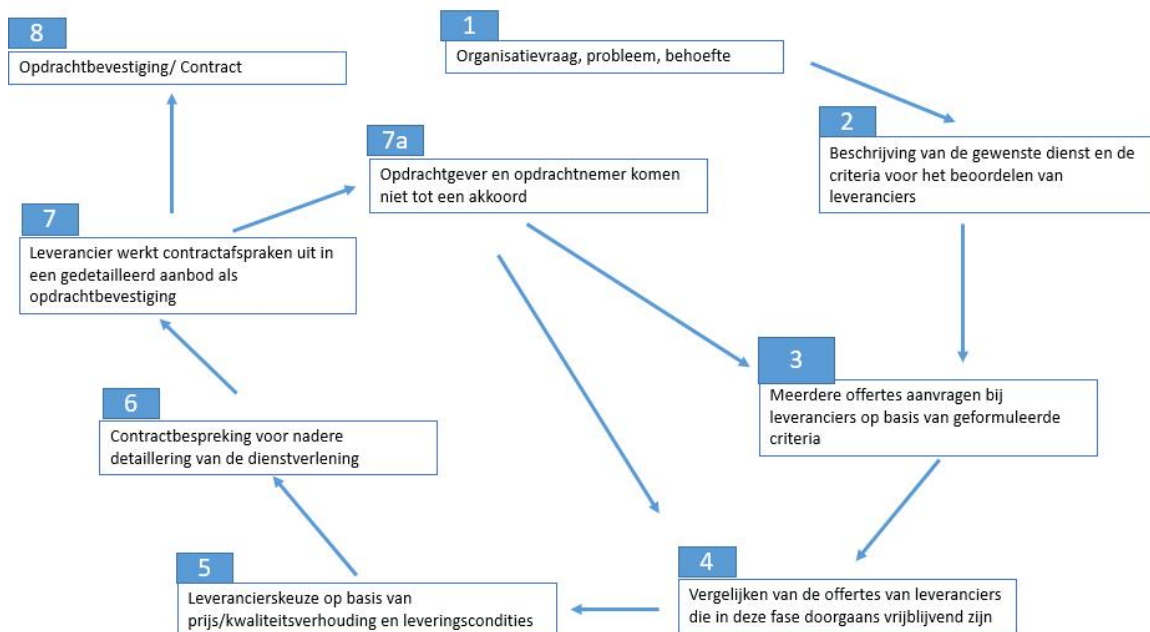 1
Organisatievraag, probleem, behoefte
2
Beschrijving van de gewenste dienst en de
criteria voor het beoordelen van
leveranciers
3
Meerdere offertes aanvragen bij
leveranciers op basis van geformuleerde
criteria
4
Vergelijken van de offertes van leveranciers
die in deze fase doorgaans vrijblijvend zijn
5
Leverancierskeuze op basis van
prijs/kwaliteitsverhouding en leveringscondities
6
Contractbespreking voor nadere
detaillering van de dienstverlening
7
Leverancier werkt contractafspraken uit in
een gedetailleerd aanbod als
opdrachtbevestiging
7a
Opdrachtgever en opdrachtnemer komen
niet tot een akkoord
8
Opdrachtbevestiging/ Contract